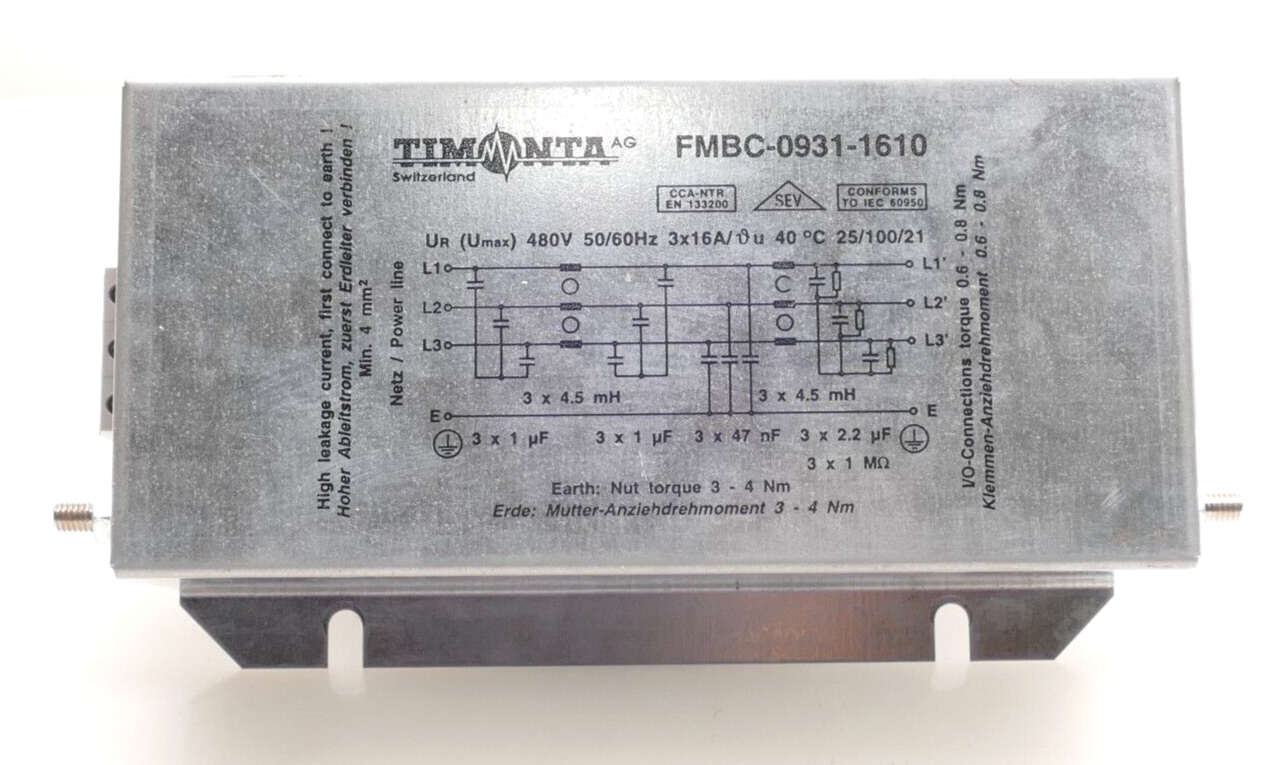 High leakage current, first connect to earth !
Hoher Ableitstrom, zuerst Erdleiter verbinden !
Min. 4 mm²
Netz / Power line
TIMONTA AG
Switzerland
FMBC-0931-1610
CCA-NTR
EN 133200
SEV
CONFORMS
TO IEC 60950
UR (Umax) 480V 50/60Hz 3x16A/ϑu 40 °C 25/100/21
L1 L1'
L2 L2'
L3 L3'
3 x 4.5 mH 3 x 4.5 mH
E E
3 x 1 µF 3 x 1 µF 3 x 47 nF 3 x 2.2 µF
3 x 1 MΩ
Earth: Nut torque 3 - 4 Nm
Erde: Mutter-Anziehdrehmoment 3 - 4 Nm
I/O-Connections torque 0.6 - 0.8 Nm
Klemmen-Anziehdrehmoment 0.6 - 0.8 Nm